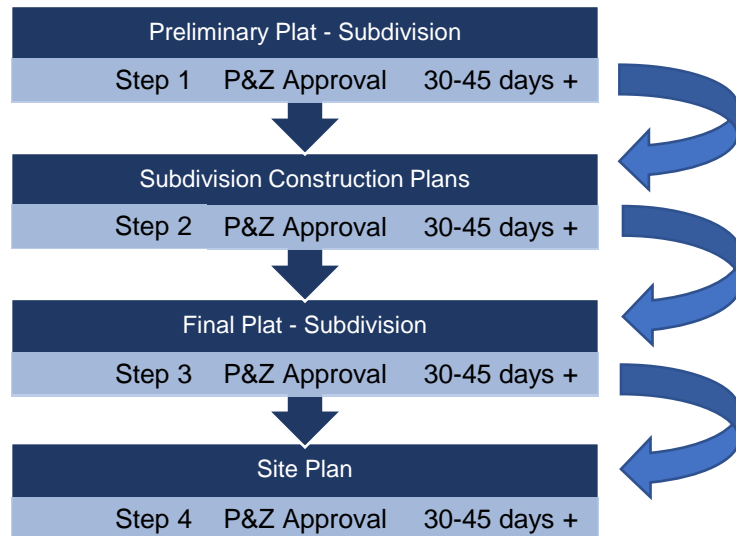 Preliminary Plat - Subdivision
Step 1 P&Z Approval 30-45 days +
Subdivision Construction Plans
Step 2 P&Z Approval 30-45 days +
Final Plat - Subdivision
Step 3 P&Z Approval 30-45 days +
Site Plan
Step 4 P&Z Approval 30-45 days +